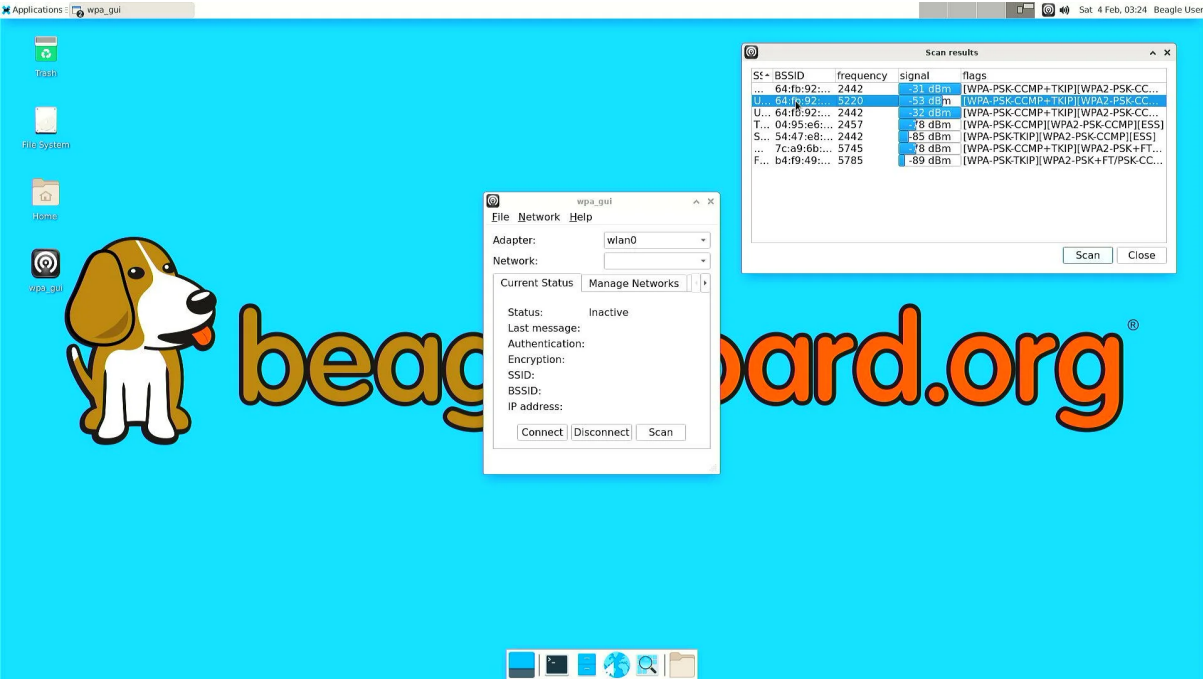 Applications
wpa_gui
Sat 4 Feb, 03:24 Beagle User
Trash
File System
Home
wpa_gui
Scan results
SS BSSID frequency signal flags
... 64:fb:92:... 2442 -31 dBm [WPA-PSK-CCMP+TKIP][WPA2-PSK-CC...
U... 64:fb:92:... 5220 -53 dBm [WPA-PSK-CCMP+TKIP][WPA2-PSK-CC...
U... 64:fb:92:... 2442 -32 dBm [WPA-PSK-CCMP+TKIP][WPA2-PSK-CC...
T... 04:95:e6:... 2457 -78 dBm [WPA-PSK-CCMP][WPA2-PSK-CCMP][ESS]
S... 54:47:e8:... 2442 -85 dBm [WPA-PSK-TKIP][WPA2-PSK-CCMP][ESS]
... 7c:a9:6b:... 5745 -78 dBm [WPA-PSK-CCMP+TKIP][WPA2-PSK+FT...
F... b4:f9:49:... 5785 -89 dBm [WPA-PSK-TKIP][WPA2-PSK+FT/PSK-CC...
Scan Close
wpa_gui
File Network Help
Adapter: wlan0
Network:
Current Status Manage Networks
Status: Inactive
Last message:
Authentication:
Encryption:
SSID:
BSSID:
IP address:
Connect Disconnect Scan
beag oard.org ®